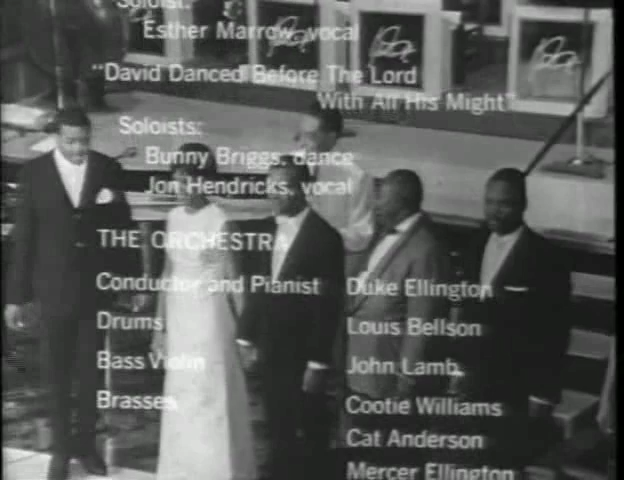 Soloist:
Esther Marrow, vocal
"David Danced Before The Lord
With All His Might"
Soloists:
Bunny Briggs, dance
Jon Hendricks, vocal
THE ORCHESTRA
Conductor and Pianist Duke Ellington
Drums Louis Bellson
Bass Violin John Lamb
Brasses Cootie Williams
Cat Anderson
Mercer Ellington